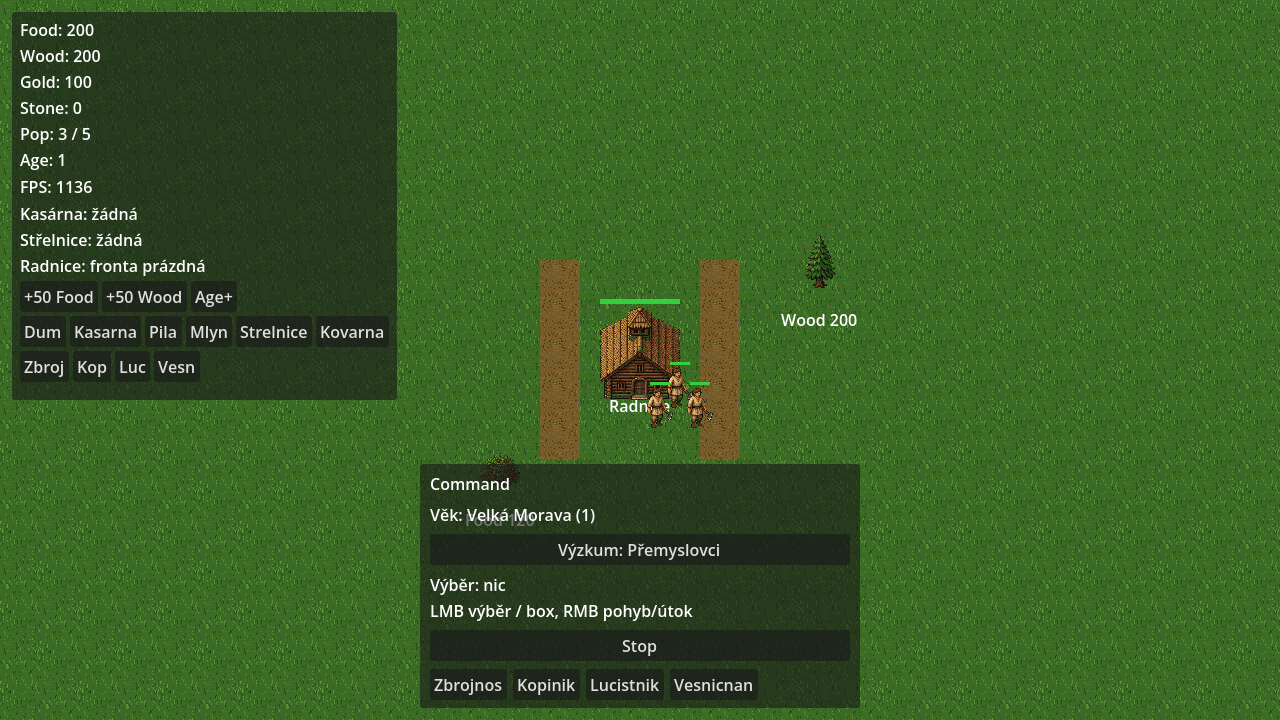 Food: 200
Wood: 200
Gold: 100
Stone: 0
Pop: 3 / 5
Age: 1
FPS: 1136
Kasárna: žádná
Střelnice: žádná
Radnice: fronta prázdná
+50 Food +50 Wood Age+
Dum Kasarna Pila Mlyn Strelnice Kovarna
Zbroj Kop Luc Vesn
Wood 200
Radnice
Command
Věk: Velká Morava (1)
Food 120
Výzkum: Přemyslovci
Výběr: nic
LMB výběr / box, RMB pohyb/útok
Stop
Zbrojnos Kopinik Lucistnik Vesnicnan